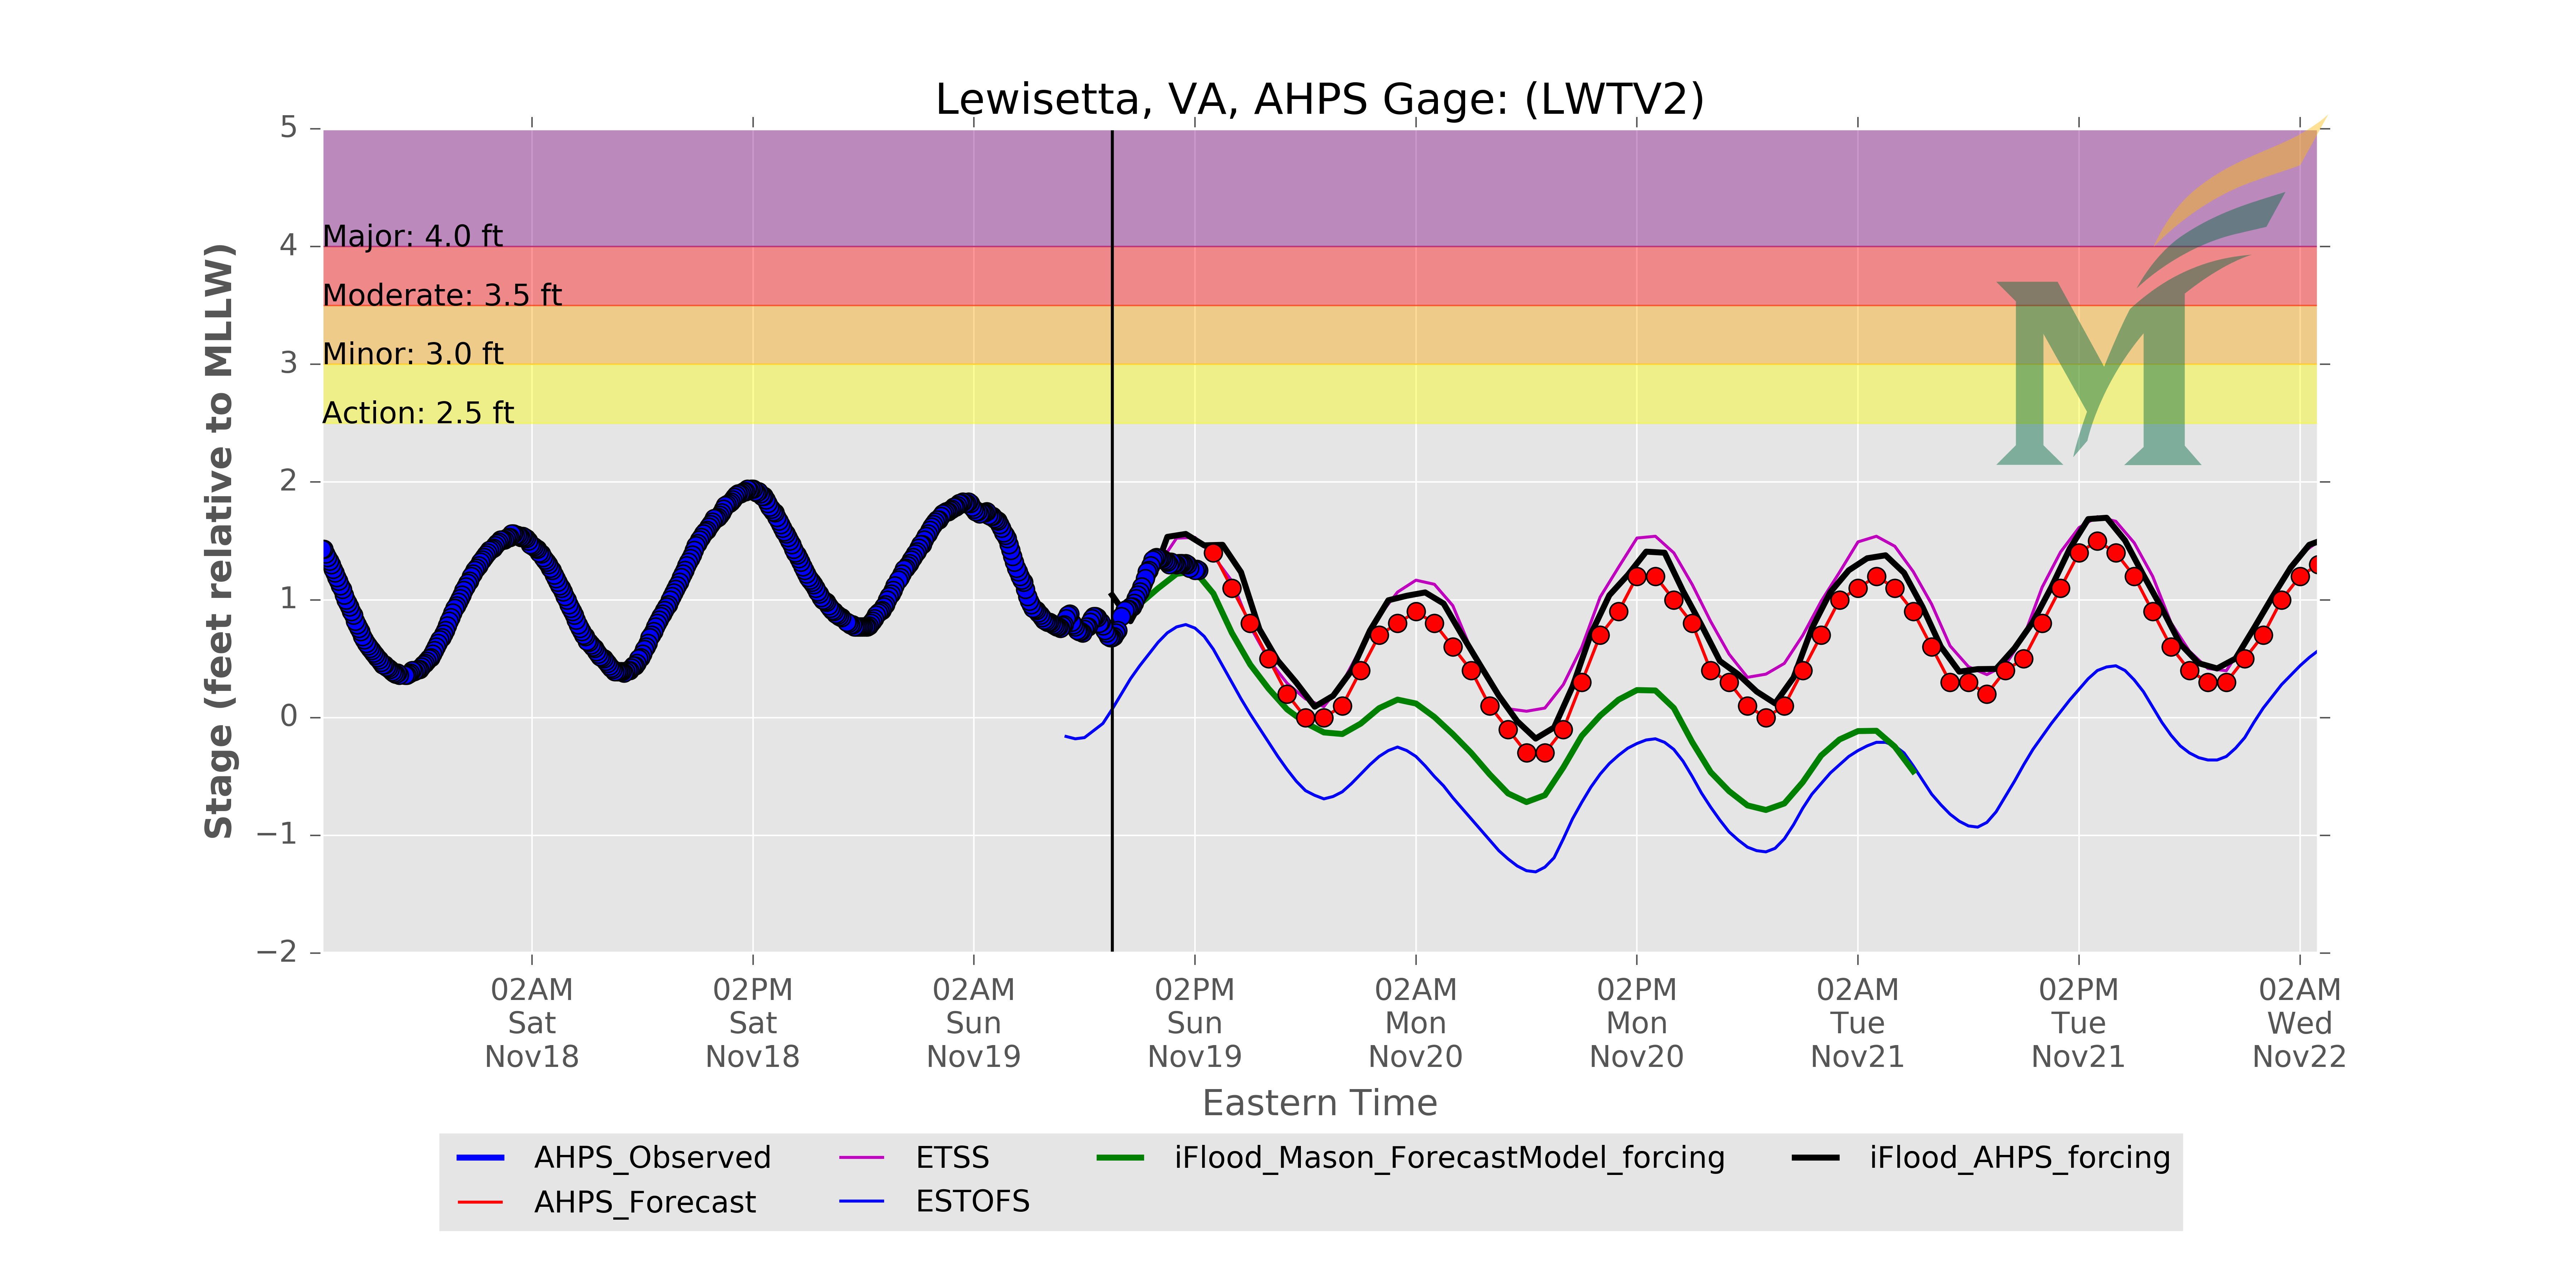 Lewisetta, VA, AHPS Gage: (LWTV2)
5
4
3
2
1
0
−1
−2
Stage (feet relative to MLLW)
Major: 4.0 ft
Moderate: 3.5 ft
Minor: 3.0 ft
Action: 2.5 ft
M
02AM
Sat
Nov18
02PM
Sat
Nov18
02AM
Sun
Nov19
02PM
Sun
Nov19
02AM
Mon
Nov20
02PM
Mon
Nov20
02AM
Tue
Nov21
02PM
Tue
Nov21
02AM
Wed
Nov22
Eastern Time
AHPS_Observed
AHPS_Forecast
ETSS
ESTOFS
iFlood_Mason_ForecastModel_forcing
iFlood_AHPS_forcing